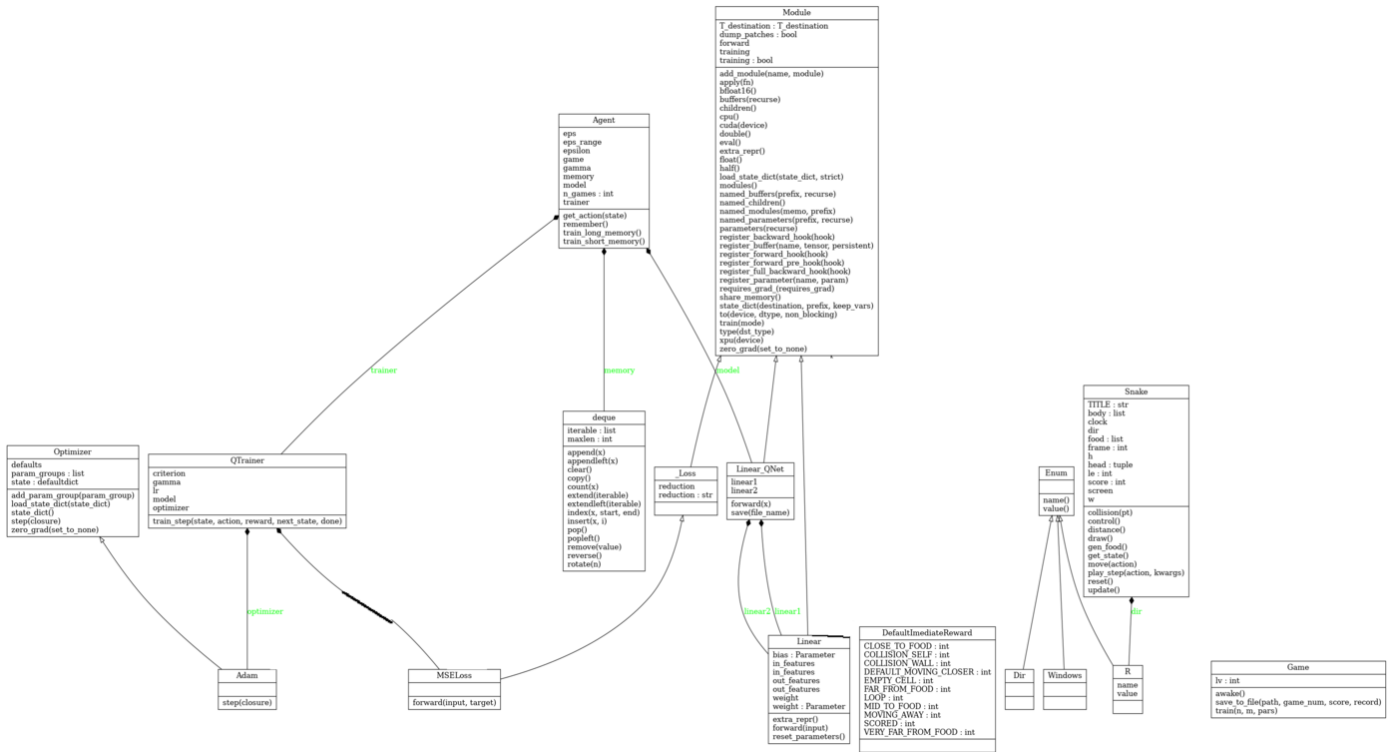 Module
T_destination : T_destination
dump_patches : bool
forward
training
training : bool
add_module(name, module)
apply(fn)
bfloat16()
buffers(recurse)
children()
cpu()
cuda(device)
double()
eval()
extra_repr()
float()
half()
load_state_dict(state_dict, strict)
modules()
named_buffers(prefix, recurse)
named_children()
named_modules(memo, prefix)
named_parameters(prefix, recurse)
parameters(recurse)
register_backward_hook(hook)
register_buffer(name, tensor, persistent)
register_forward_hook(hook)
register_forward_pre_hook(hook)
register_full_backward_hook(hook)
register_parameter(name, param)
requires_grad_(requires_grad)
share_memory()
state_dict(destination, prefix, keep_vars)
to(device, dtype, non_blocking)
train(mode)
type(dst_type)
xpu(device)
zero_grad(set_to_none)
Agent
eps
eps_range
epsilon
game
gamma
memory
model
n_games : int
trainer
get_action(state)
remember()
train_long_memory()
train_short_memory()
trainer
memory
model
Optimizer
defaults
param_groups : list
state : defaultdict
add_param_group(param_group)
load_state_dict(state_dict)
state_dict()
step(closure)
zero_grad(set_to_none)
QTrainer
criterion
gamma
lr
model
optimizer
train_step(state, action, reward, next_state, done)
deque
iterable : list
maxlen : int
append(x)
appendleft(x)
clear()
copy()
count(x)
extend(iterable)
extendleft(iterable)
index(x, start, end)
insert(x, i)
pop()
popleft()
remove(value)
reverse()
rotate(n)
_Loss
reduction
reduction : str
Linear_QNet
linear1
linear2
forward(x)
save(file_name)
Enum
name()
value()
Snake
TITLE : str
body : list
clock
dir
food : list
frame : int
h
head : tuple
le : int
score : int
screen
w
collision(pt)
control()
distance()
draw()
gen_food()
get_state()
move(action)
play_step(action, kwargs)
reset()
update()
optimizer
linear2
linear1
dir
Adam
step(closure)
MSELoss
forward(input, target)
Linear
bias : Parameter
in_features
in_features
out_features
out_features
weight
weight : Parameter
extra_repr()
forward(input)
reset_parameters()
DefaultImediateReward
CLOSE_TO_FOOD : int
COLLISION_SELF : int
COLLISION_WALL : int
DEFAULT_MOVING_CLOSER : int
EMPTY_CELL : int
FAR_FROM_FOOD : int
LOOP : int
MID_TO_FOOD : int
MOVING_AWAY : int
SCORED : int
VERY_FAR_FROM_FOOD : int
Dir
Windows
R
name
value
Game
lv : int
awake()
save_to_file(path, game_num, score, record)
train(n, m, pars)